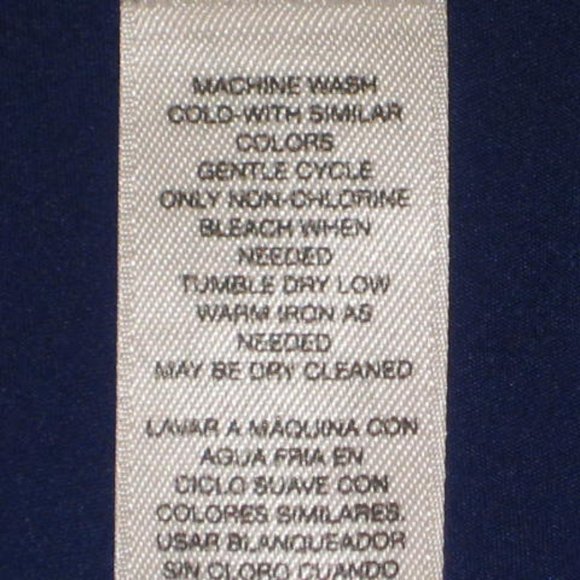 MACHINE WASH
COLD-WITH SIMILAR
COLORS
GENTLE CYCLE
ONLY NON-CHLORINE
BLEACH WHEN
NEEDED
TUMBLE DRY LOW
WARM IRON AS
NEEDED
MAY BE DRY CLEANED
LAVAR A MÁQUINA CON
AGUA FRIA EN
CICLO SUAVE CON
COLORES SIMILARES.
USAR BLANQUEADOR
SIN CLORO CUANDO